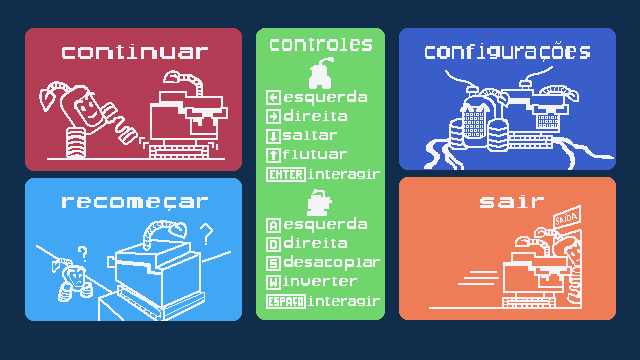 continuar
controles
← esquerda
→ direita
↓ saltar
↑ flutuar
ENTER interagir
A esquerda
D direita
S desacoplar
W inverter
ESPAÇO interagir
configurações
recomeçar
?
?
sair
SAÍDA